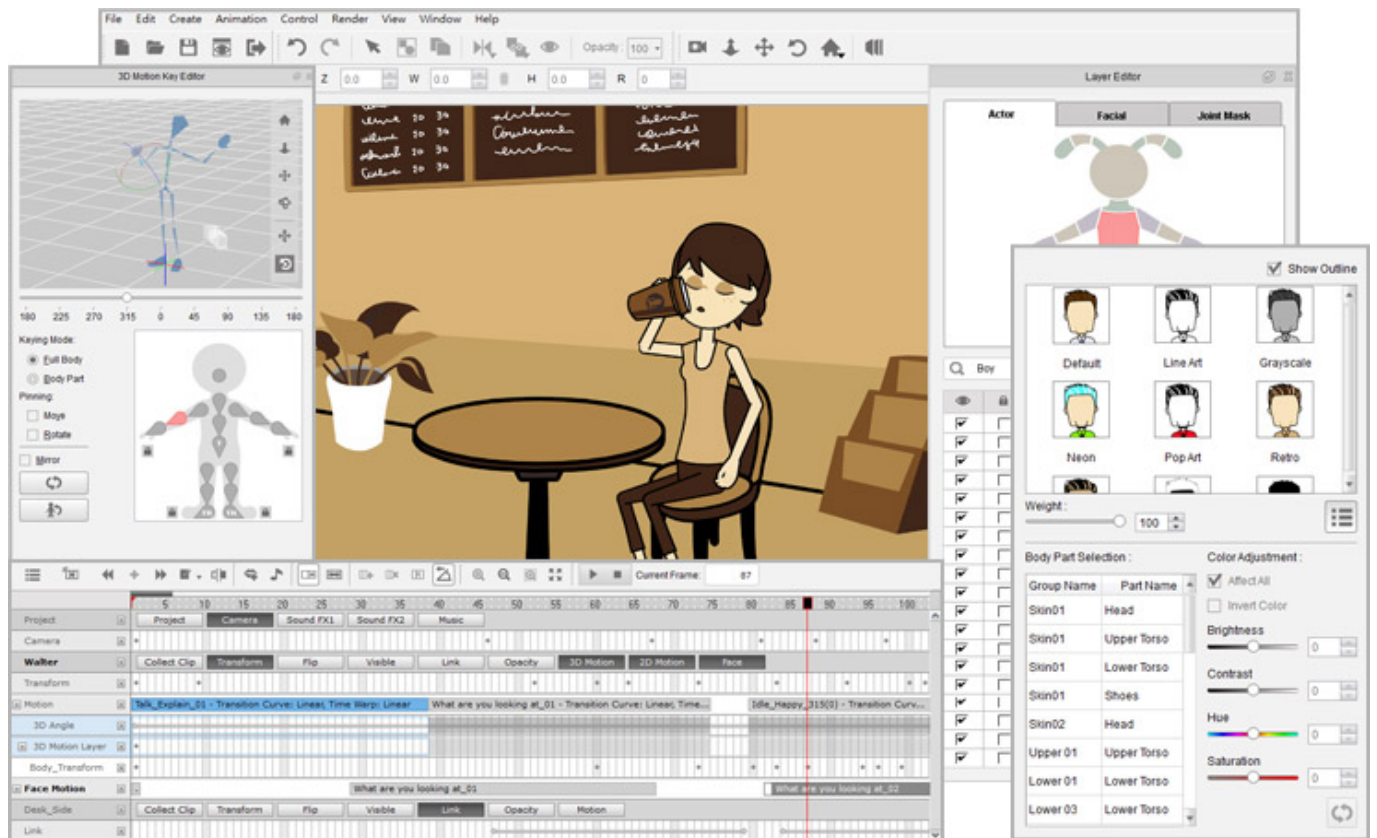 File Edit Create Animation Control Render View Window Help
Opacity: 100
3D Motion Key Editor
Z 0.0 W 0.0 H 0.0 R 0
180 225 270 315 0 45 90 135 180
Keying Mode:
Full Body
Body Part
Pinning:
Move
Rotate
Mirror
Layer Editor
Actor Facial Joint Mask
Boy
Show Outline
Default Line Art Grayscale
Neon Pop Art Retro
Weight :
100
Body Part Selection :
Group Name Part Name
Skin01 Head
Skin01 Upper Torso
Skin01 Lower Torso
Skin01 Shoes
Skin02 Head
Upper 01 Upper Torso
Lower 01 Lower Torso
Lower 03 Lower Torso
Color Adjustment :
Affect All
Invert Color
Brightness
0
Contrast
0
Hue
0
Saturation
0
Current Frame: 87
5 10 15 20 25 30 35 40 45 50 55 60 65 70 75 80 85 90 95 100
Project Project Camera Sound FX1 Sound FX2 Music
Camera
Walter Collect Clip Transform Flip Visible Link Opacity 3D Motion 2D Motion Face
Transform
Motion Talk_Explain_01 - Transition Curve: Linear, Time Warp: Linear What are you looking at_01 - Transition Curve: Linear, Time... Idle_Happy_315(0) - Transition Curv...
3D Angle
3D Motion Layer
Body_Transform
Face Motion What are you looking at_01 What are you looking at_02
Desk_Side Collect Clip Transform Flip Visible Link Opacity Motion
Link